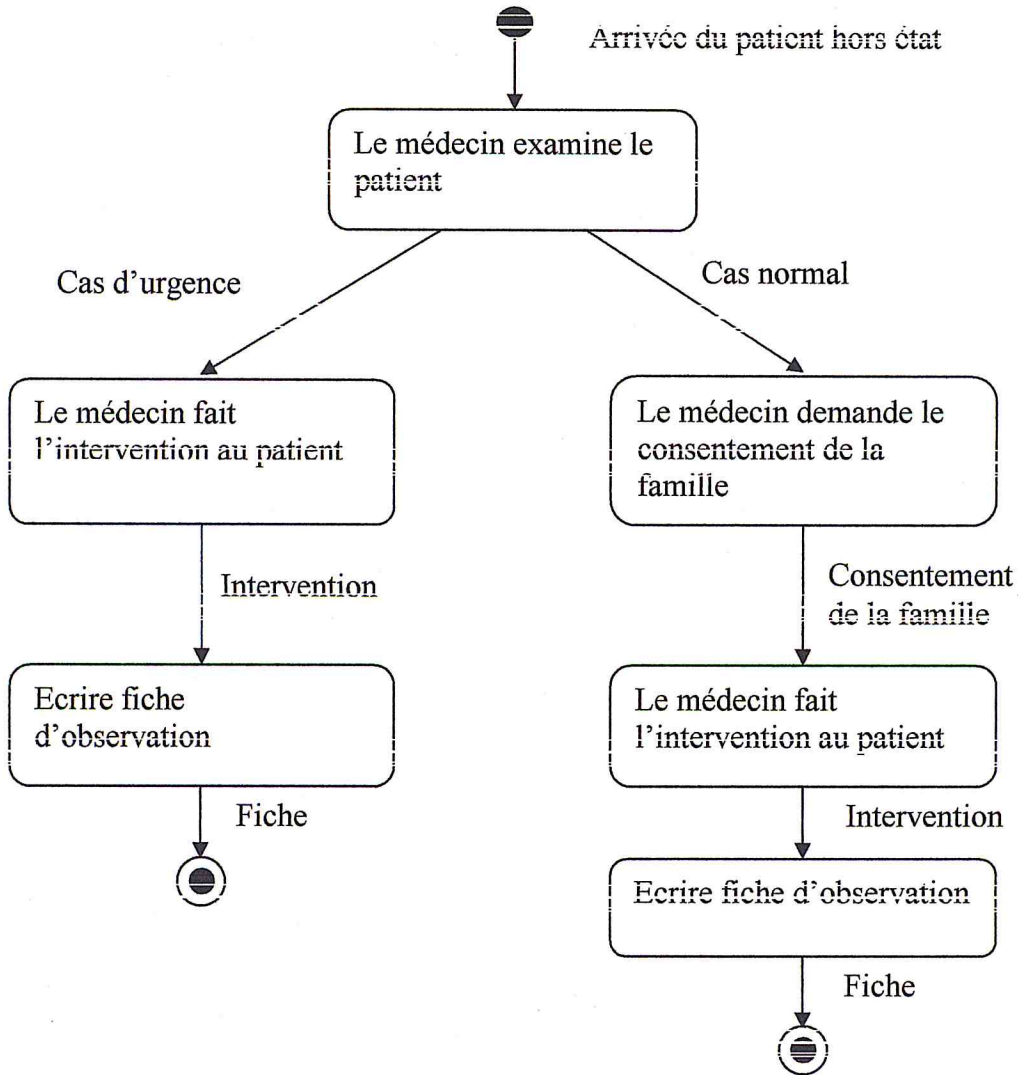 Arrivée du patient hors état
Le médecin examine le
patient
Cas d'urgence
Cas normal
Le médecin fait
l'intervention au patient
Le médecin demande le
consentement de la
famille
Intervention
Consentement
de la famille
Ecrire fiche
d'observation
Le médecin fait
l'intervention au patient
Fiche
Intervention
Ecrire fiche d'observation
Fiche